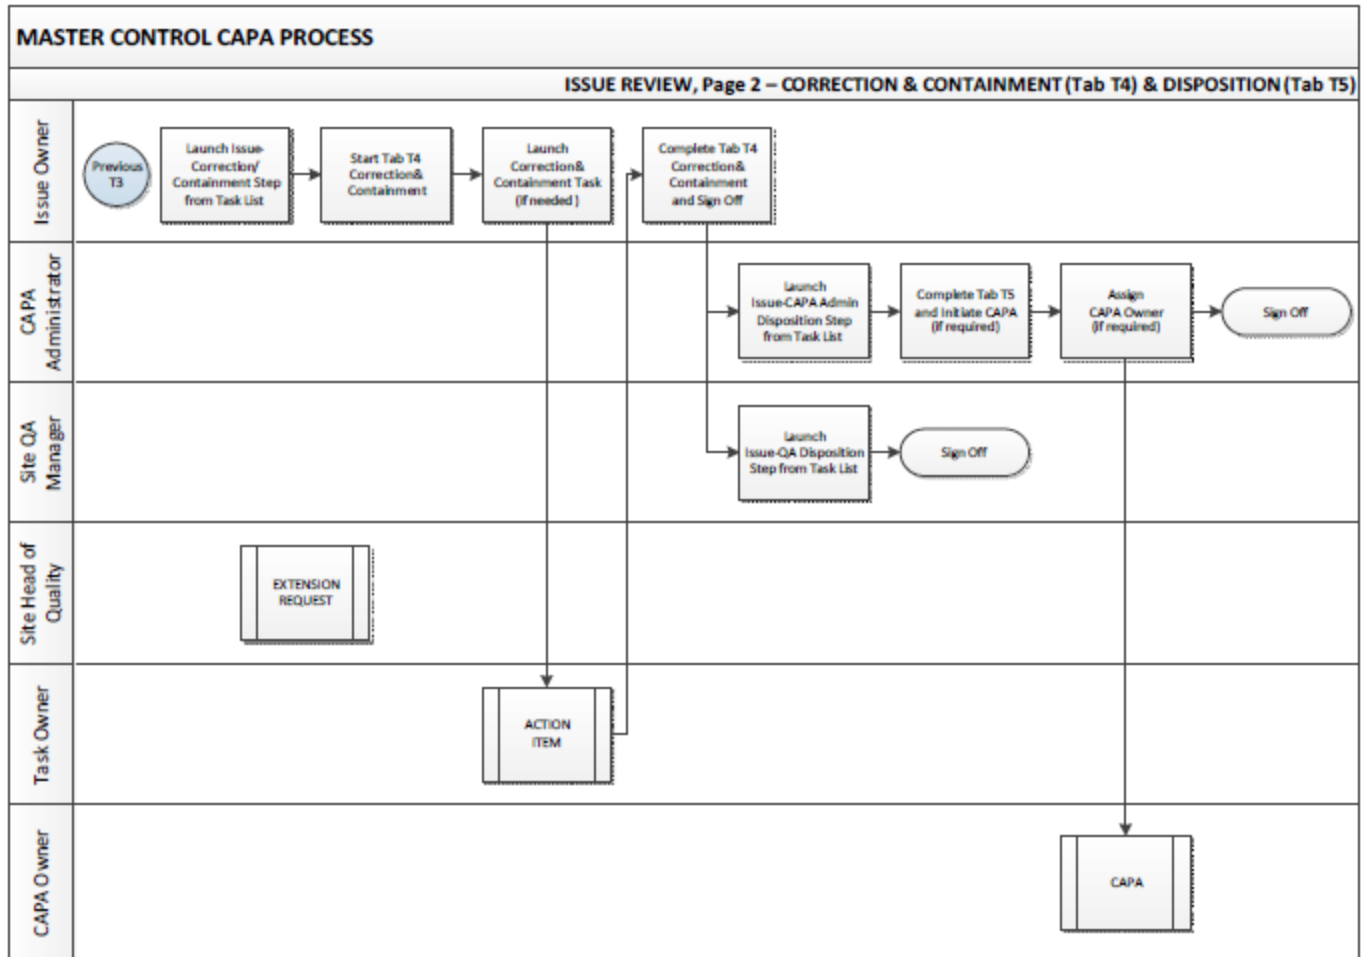 MASTER CONTROL CAPA PROCESS
ISSUE REVIEW, Page 2 – CORRECTION & CONTAINMENT (Tab T4) & DISPOSITION (Tab T5)
Issue Owner
Previous
T3
Launch Issue-
Correction/
Containment Step
from Task List
Start Tab T4
Correction&
Containment
Launch
Correction&
Containment Task
(if needed )
Complete Tab T4
Correction&
Containment
and Sign Off
CAPA
Administrator
Launch
Issue-CAPA Admin
Disposition Step
from Task List
Complete Tab T5
and Initiate CAPA
(if required)
Assign
CAPA Owner
(if required)
Sign Off
Site QA
Manager
Launch
Issue-QA Disposition
Step from Task List
Sign Off
Site Head of
Quality
EXTENSION
REQUEST
Task Owner
ACTION
ITEM
CAPA Owner
CAPA